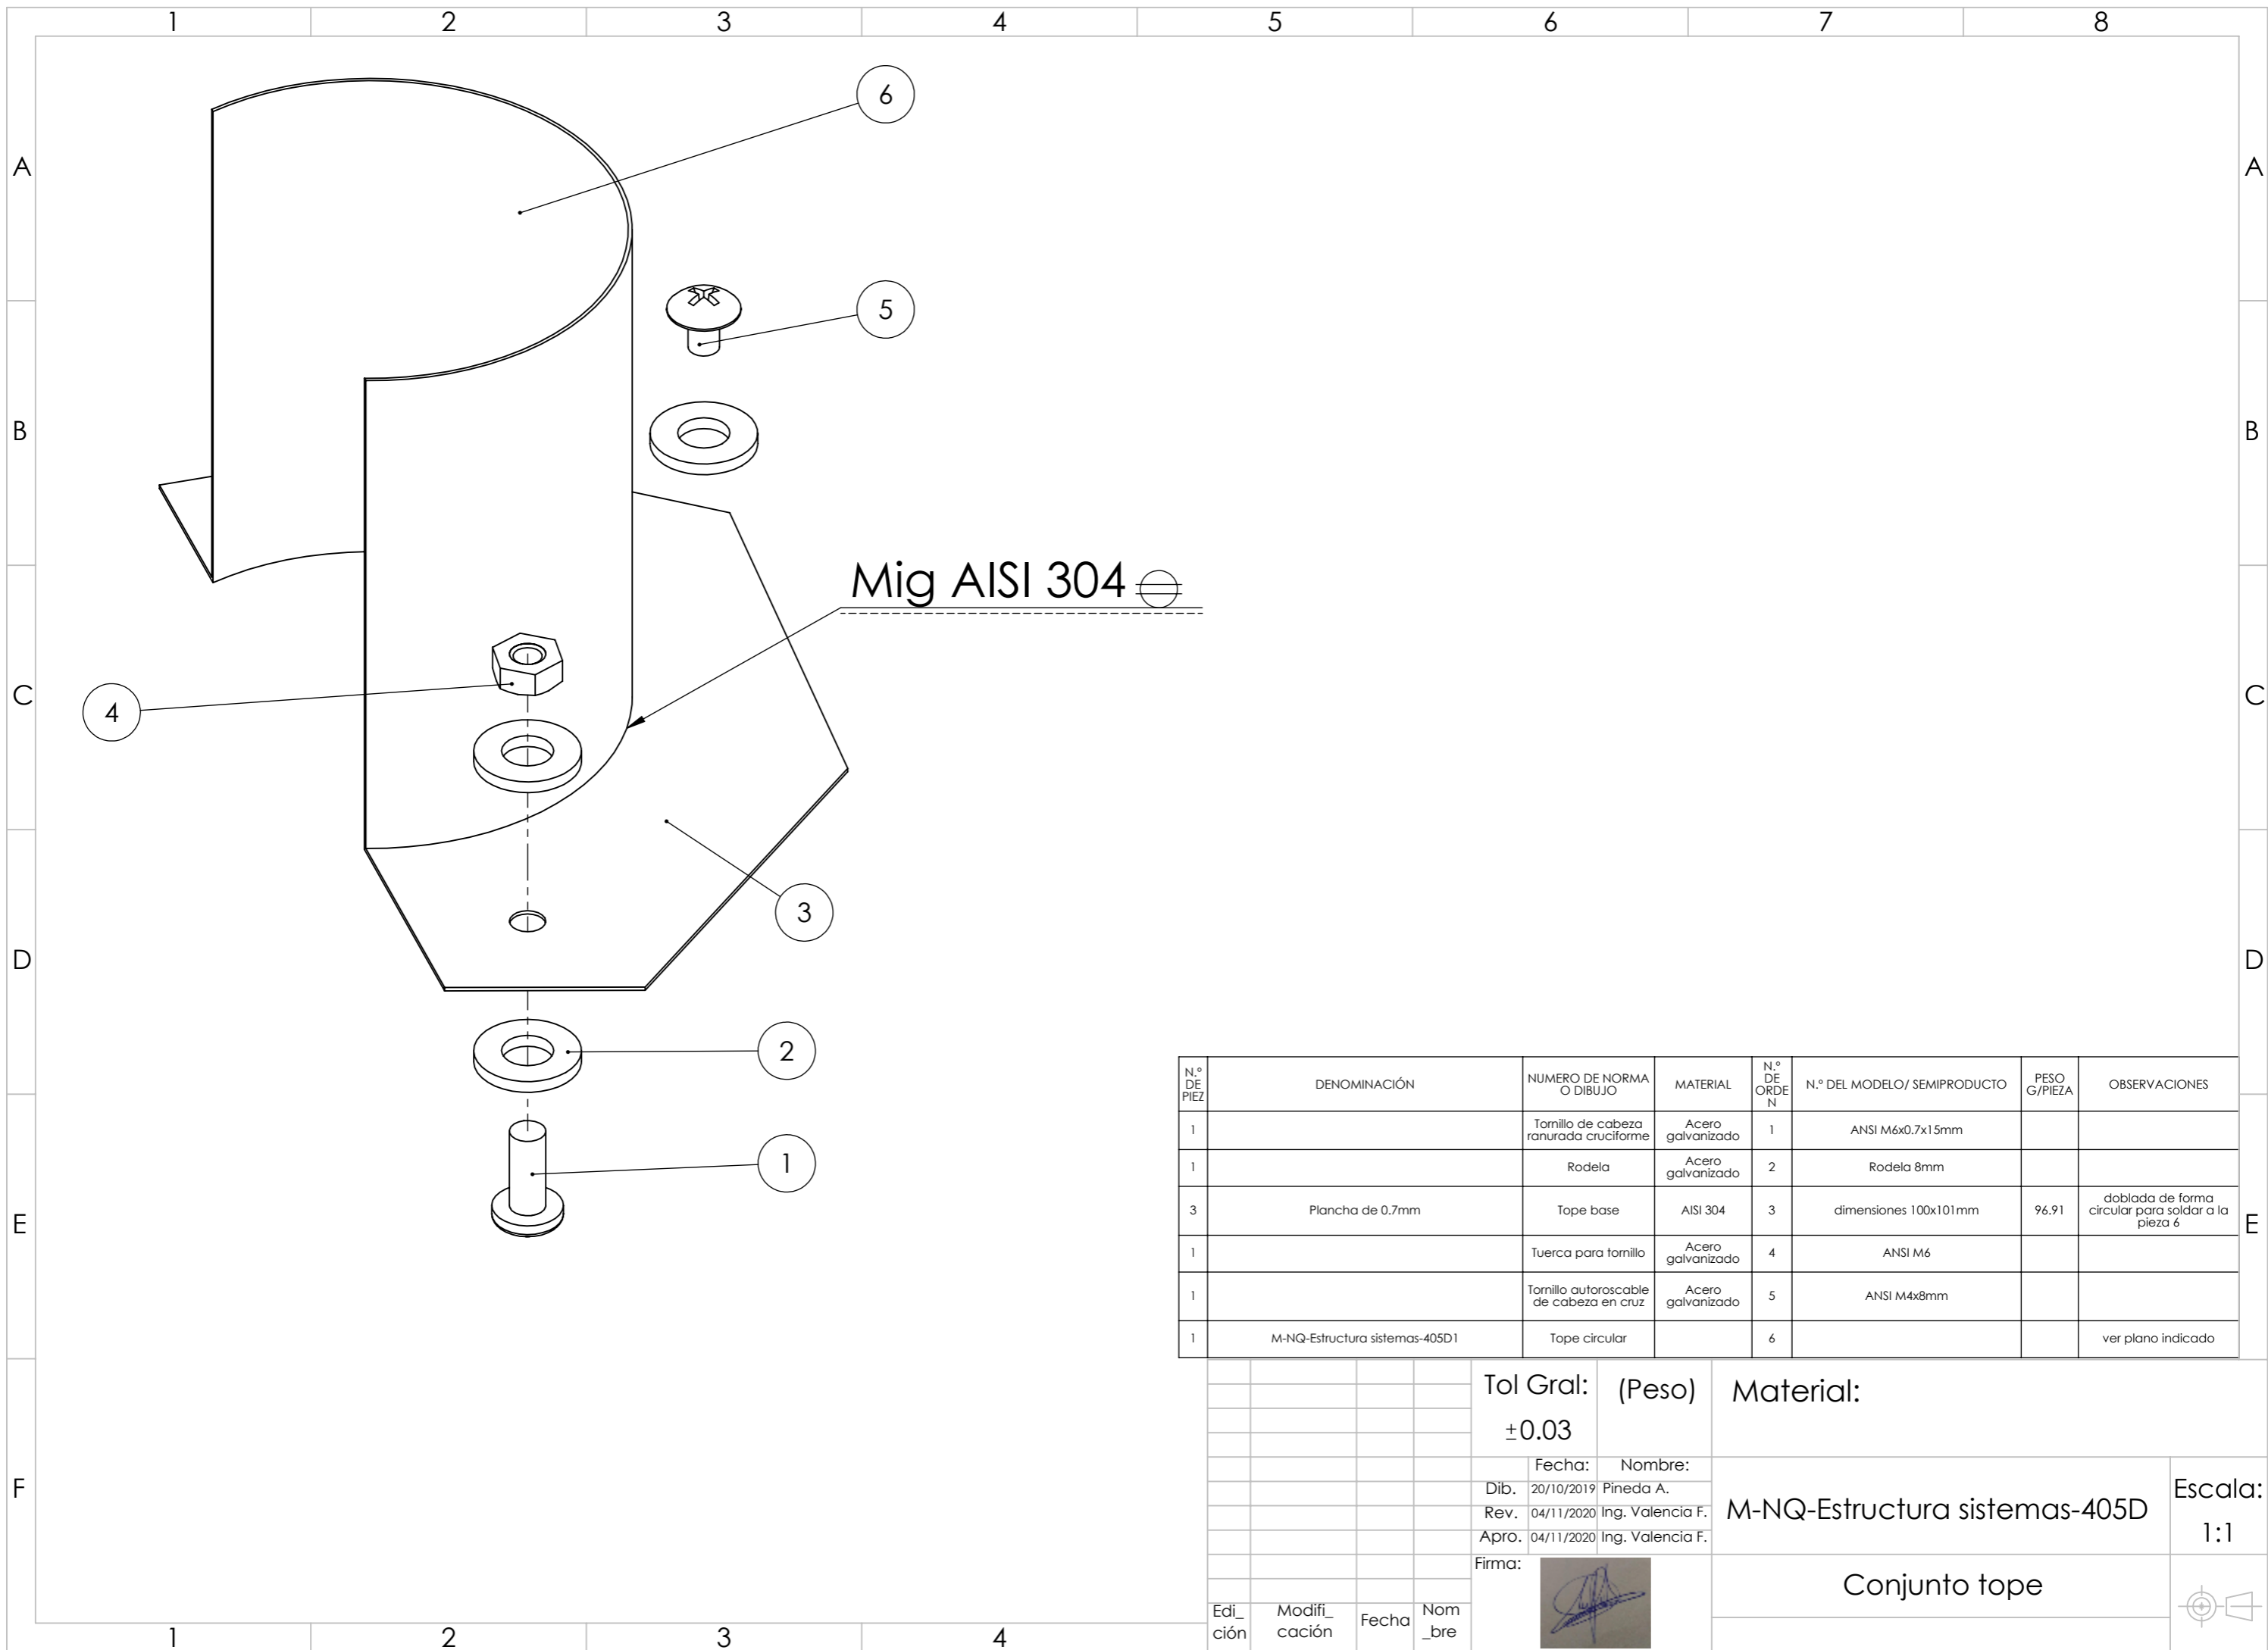 1 2 3 4 5 6 7 8
A A
6
5
B B
Mig AISI 304
C C
4
3
D D
2
1
E E
N.º DE PIEZ DENOMINACIÓN NUMERO DE NORMA O DIBUJO MATERIAL N.º DE ORDE N N.º DEL MODELO/ SEMIPRODUCTO PESO G/PIEZA OBSERVACIONES
1 Tornillo de cabeza ranurada cruciforme Acero galvanizado 1 ANSI M6x0.7x15mm
1 Rodela Acero galvanizado 2 Rodela 8mm
3 Plancha de 0.7mm Tope base AISI 304 3 dimensiones 100x101mm 96.91 doblada de forma circular para soldar a la pieza 6
1 Tuerca para tornillo Acero galvanizado 4 ANSI M6
1 Tornillo autoroscable de cabeza en cruz Acero galvanizado 5 ANSI M4x8mm
1 M-NQ-Estructura sistemas-405D1 Tope circular 6 ver plano indicado
F
Tol Gral: (Peso) Material:
±0.03
Fecha: Nombre:
Dib. 20/10/2019 Pineda A.
Rev. 04/11/2020 Ing. Valencia F.
Apro. 04/11/2020 Ing. Valencia F.
M-NQ-Estructura sistemas-405D
Escala:
1:1
Firma:
Conjunto tope
Edi_ ción Modifi_ cación Fecha Nom _bre
1 2 3 4